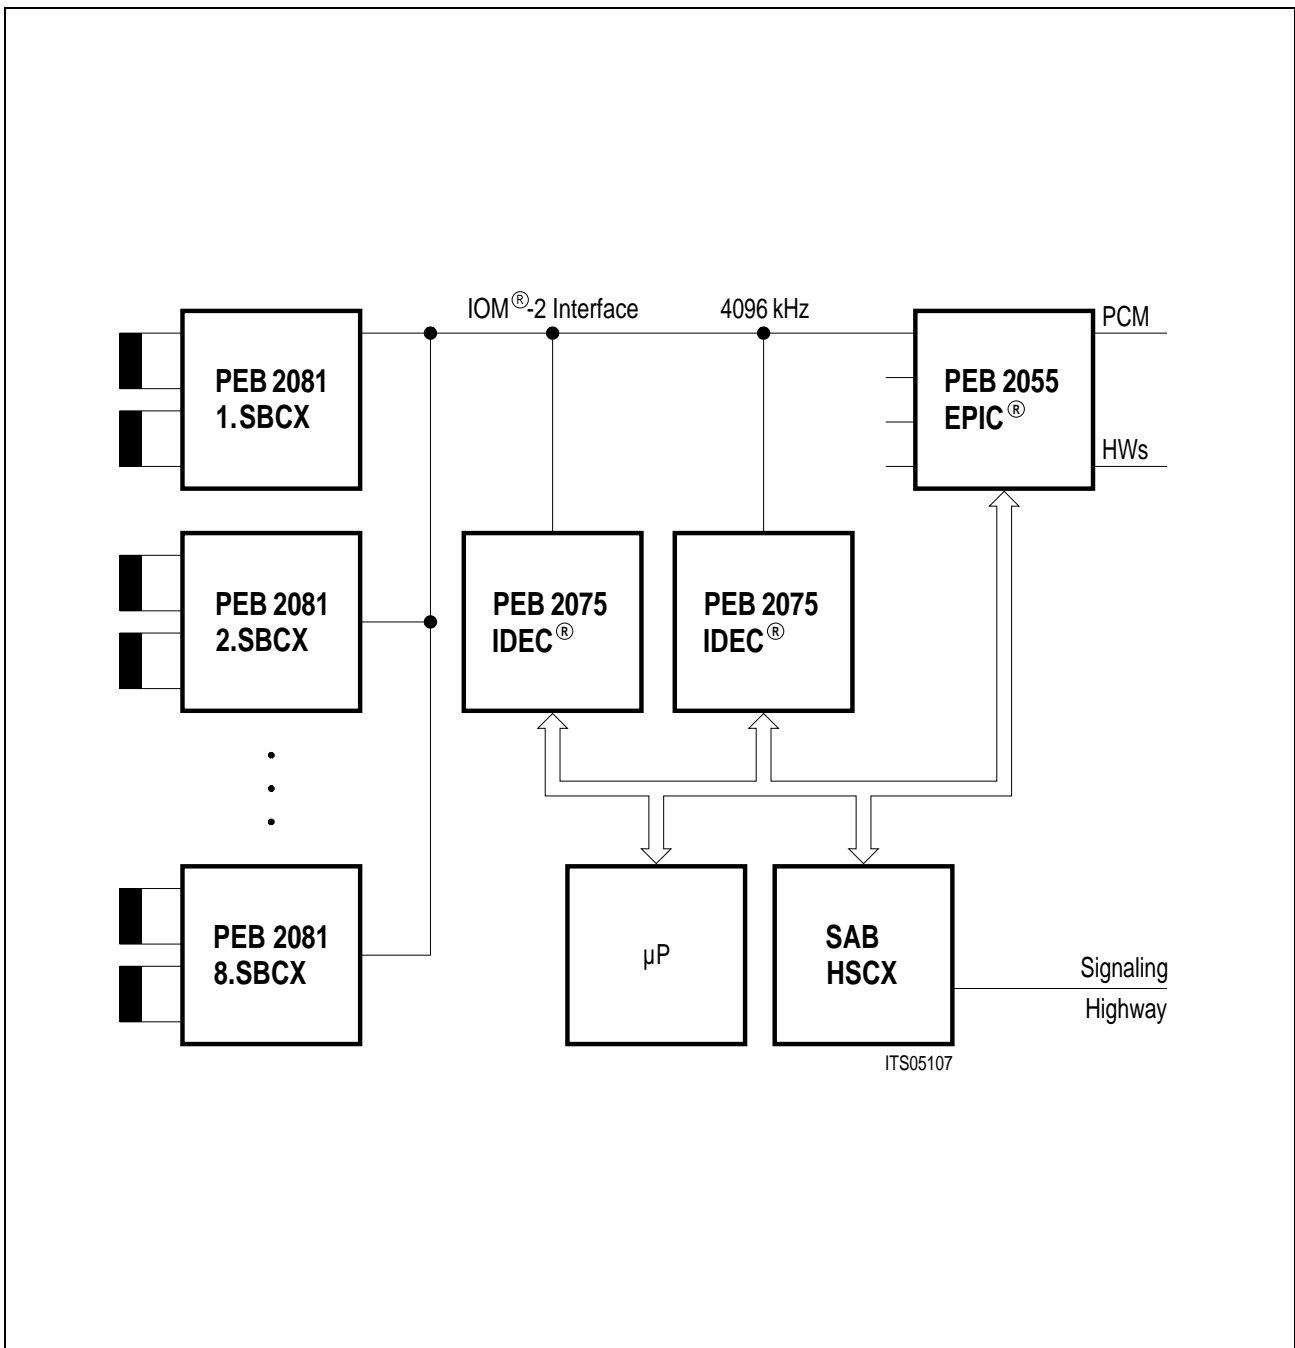 IOM®-2 Interface
4096 kHz
PCM
PEB 2081
1.SBCX
PEB 2055
EPIC®
HWs
PEB 2081
2.SBCX
PEB 2075
IDEC®
PEB 2075
IDEC®
PEB 2081
8.SBCX
µP
SAB
HSCX
Signaling
Highway
ITS05107